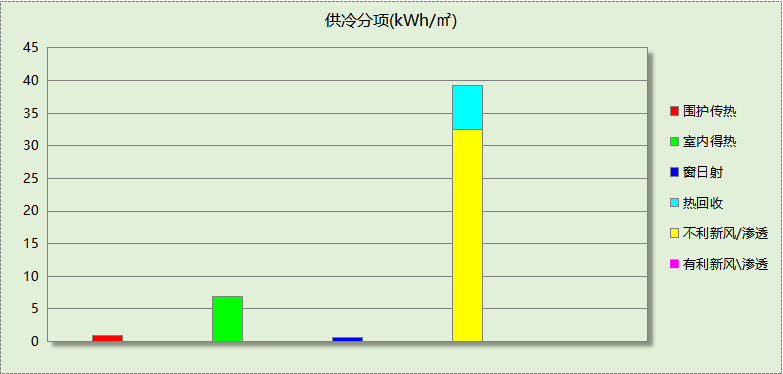 供冷分项(kWh/㎡)
45
40
35
30
25
20
15
10
5
0
围护传热
室内得热
窗日射
热回收
不利新风/渗透
有利新风\渗透